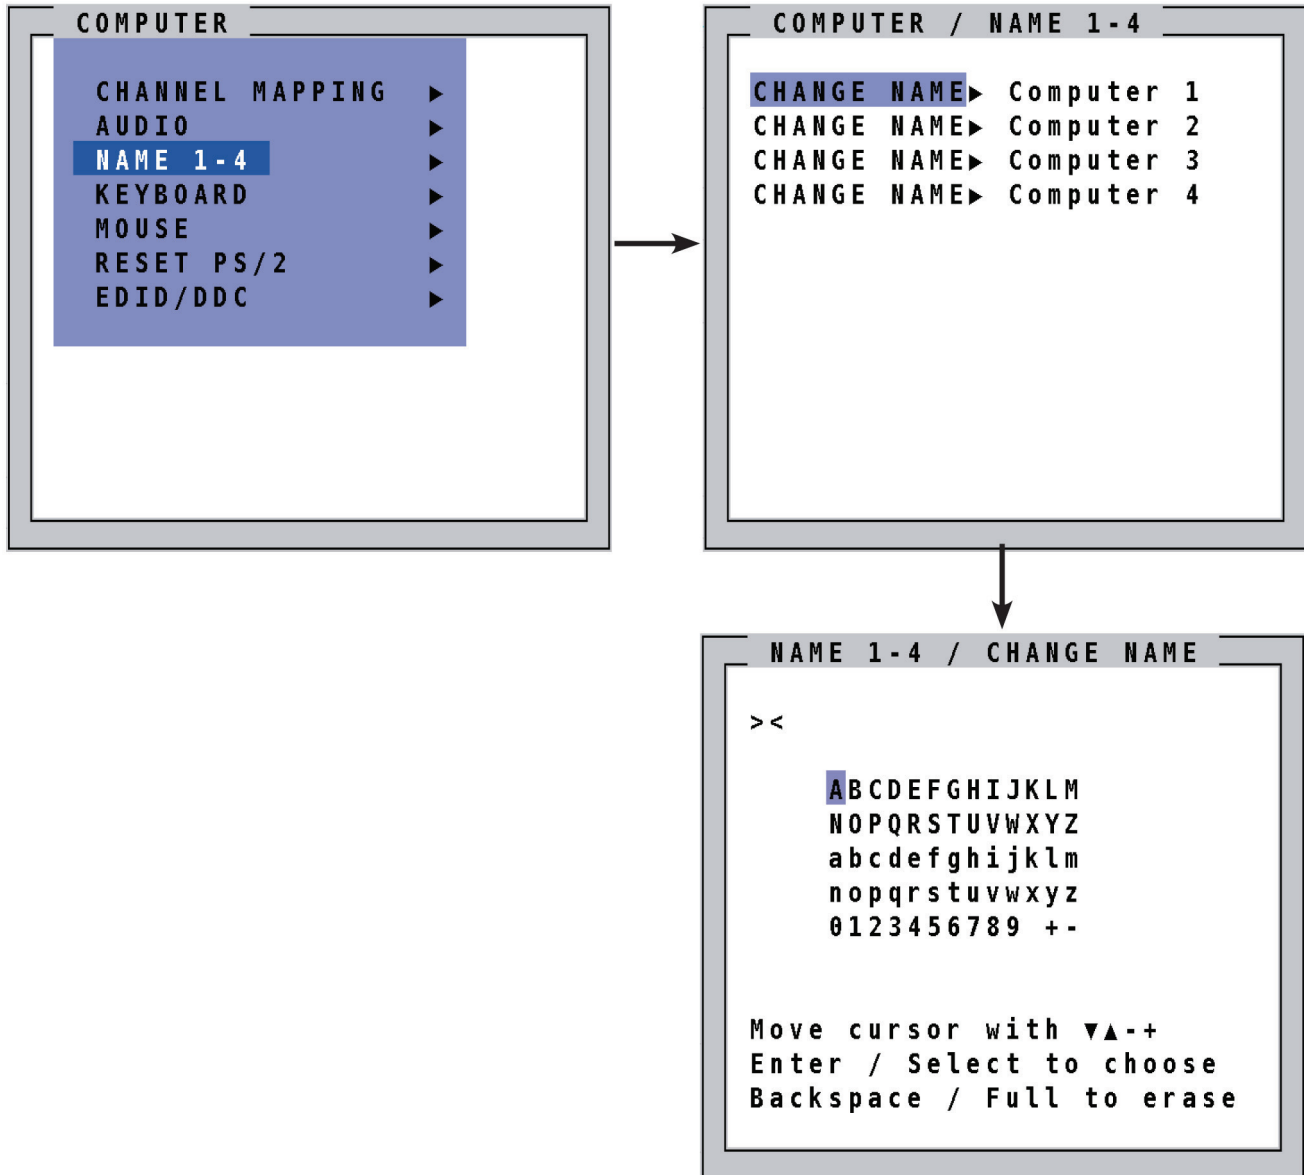 COMPUTER
CHANNEL MAPPING ▶
AUDIO ▶
NAME 1-4 ▶
KEYBOARD ▶
MOUSE ▶
RESET PS/2 ▶
EDID/DDC ▶
COMPUTER / NAME 1-4
CHANGE NAME▶ Computer 1
CHANGE NAME▶ Computer 2
CHANGE NAME▶ Computer 3
CHANGE NAME▶ Computer 4
NAME 1-4 / CHANGE NAME
><
ABCDEFGHIJKLM
NOPQRSTUVWXYZ
abcdefghijklm
nopqrstuvwxyz
0123456789 +-
Move cursor with ▼▲-+
Enter / Select to choose
Backspace / Full to erase